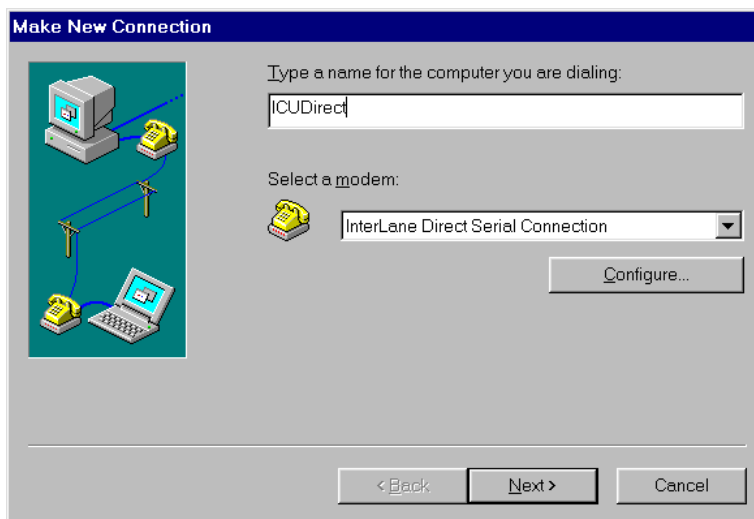 Make New Connection
Type a name for the computer you are dialing:
ICUDirect
Select a modem:
InterLane Direct Serial Connection
Configure...
< Back
Next >
Cancel